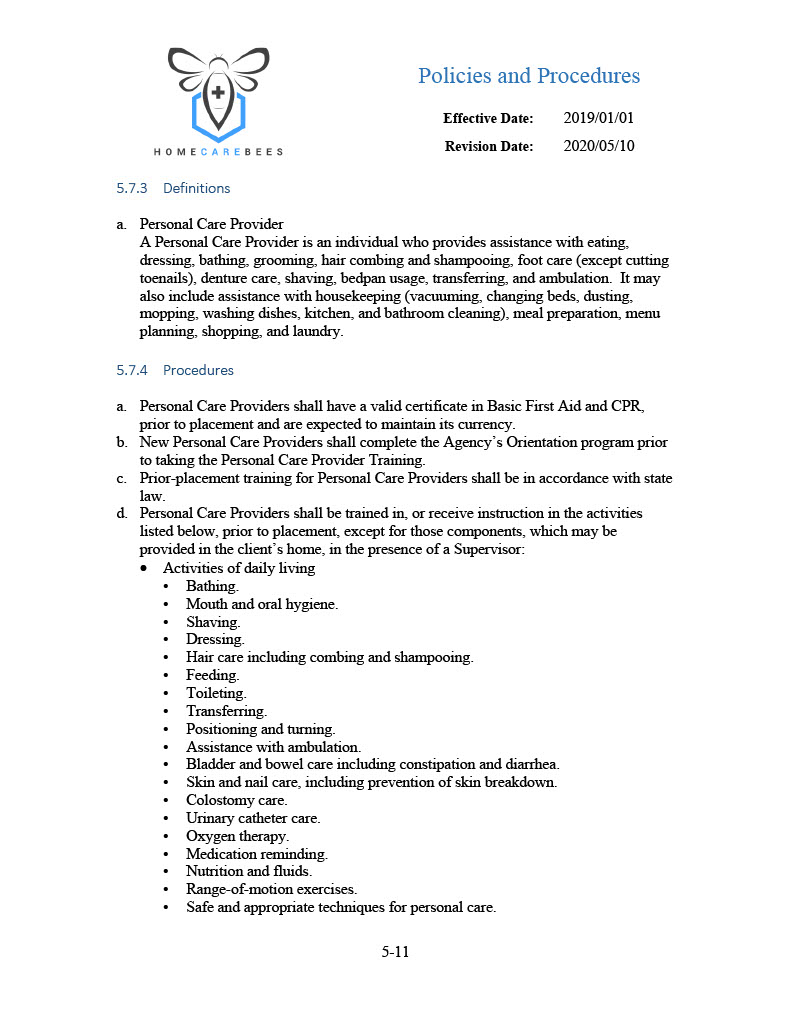 Policies and Procedures
Effective Date: 2019/01/01
Revision Date: 2020/05/10
HOMECAREBEES
5.7.3 Definitions
a. Personal Care Provider
A Personal Care Provider is an individual who provides assistance with eating,
dressing, bathing, grooming, hair combing and shampooing, foot care (except cutting
toenails), denture care, shaving, bedpan usage, transferring, and ambulation. It may
also include assistance with housekeeping (vacuuming, changing beds, dusting,
mopping, washing dishes, kitchen, and bathroom cleaning), meal preparation, menu
planning, shopping, and laundry.
5.7.4 Procedures
a. Personal Care Providers shall have a valid certificate in Basic First Aid and CPR,
prior to placement and are expected to maintain its currency.
b. New Personal Care Providers shall complete the Agency’s Orientation program prior
to taking the Personal Care Provider Training.
c. Prior-placement training for Personal Care Providers shall be in accordance with state
law.
d. Personal Care Providers shall be trained in, or receive instruction in the activities
listed below, prior to placement, except for those components, which may be
provided in the client’s home, in the presence of a Supervisor:
• Activities of daily living
• Bathing.
• Mouth and oral hygiene.
• Shaving.
• Dressing.
• Hair care including combing and shampooing.
• Feeding.
• Toileting.
• Transferring.
• Positioning and turning.
• Assistance with ambulation.
• Bladder and bowel care including constipation and diarrhea.
• Skin and nail care, including prevention of skin breakdown.
• Colostomy care.
• Urinary catheter care.
• Oxygen therapy.
• Medication reminding.
• Nutrition and fluids.
• Range-of-motion exercises.
• Safe and appropriate techniques for personal care.
5-11